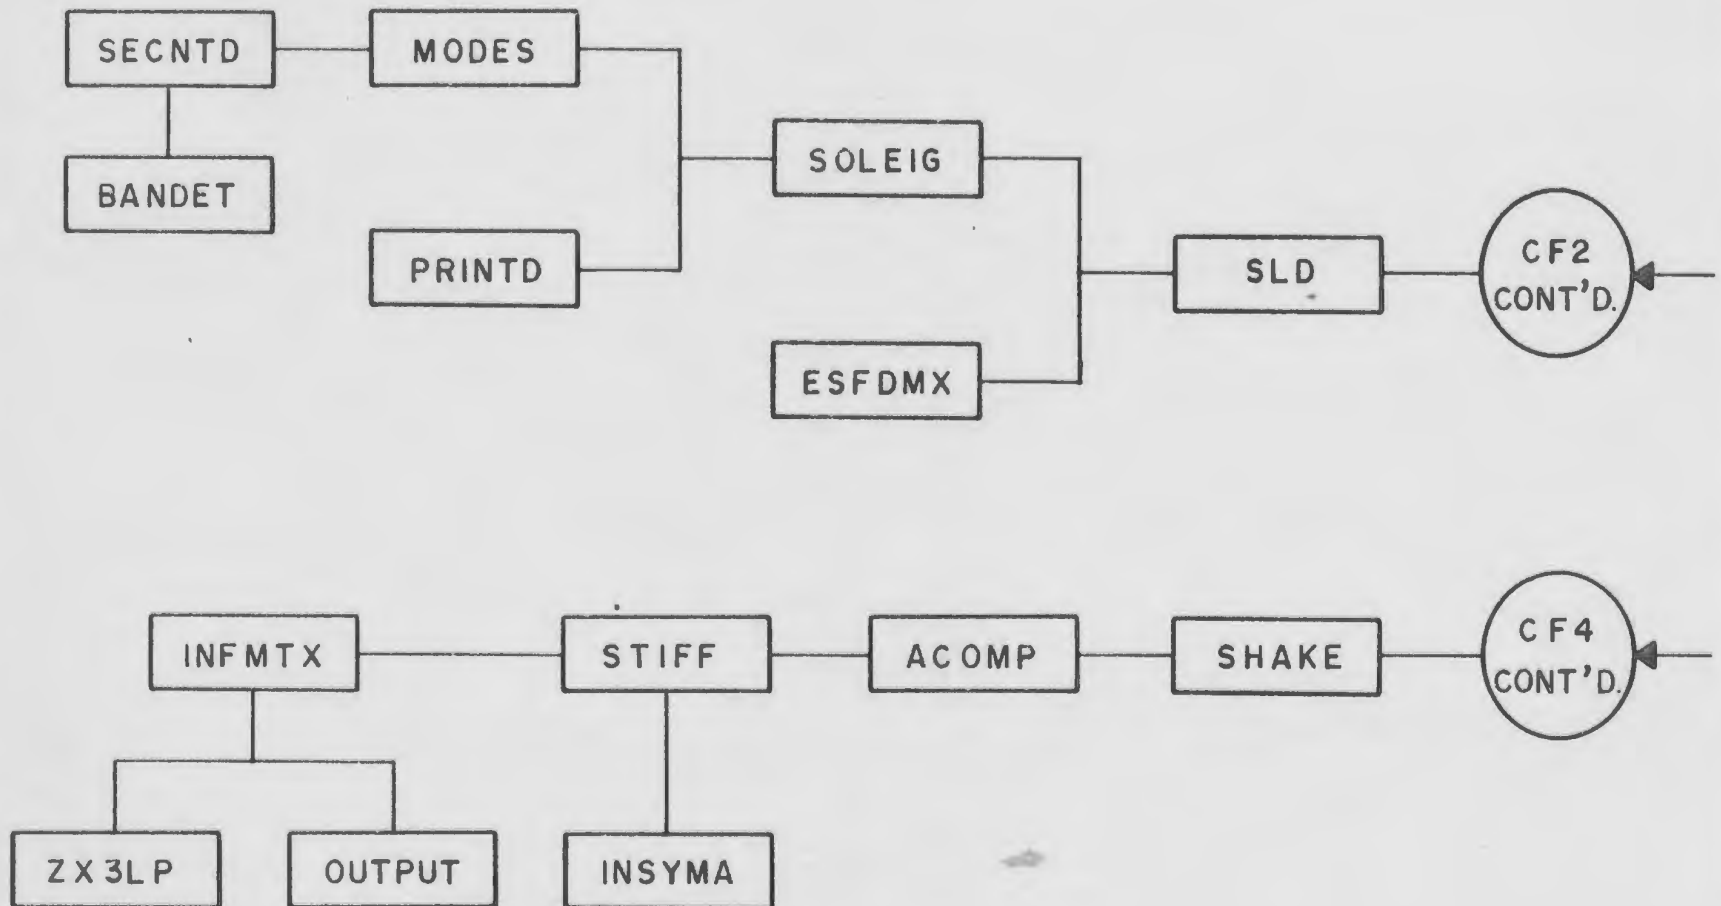 SECNTD
MODES
BANDET
SOLEIG
PRINTD
SLD
CF2
CONT'D.
ESFDMX
INFMTX
STIFF
ACOMP
SHAKE
CF4
CONT'D.
ZX3LP
OUTPUT
INSYMA